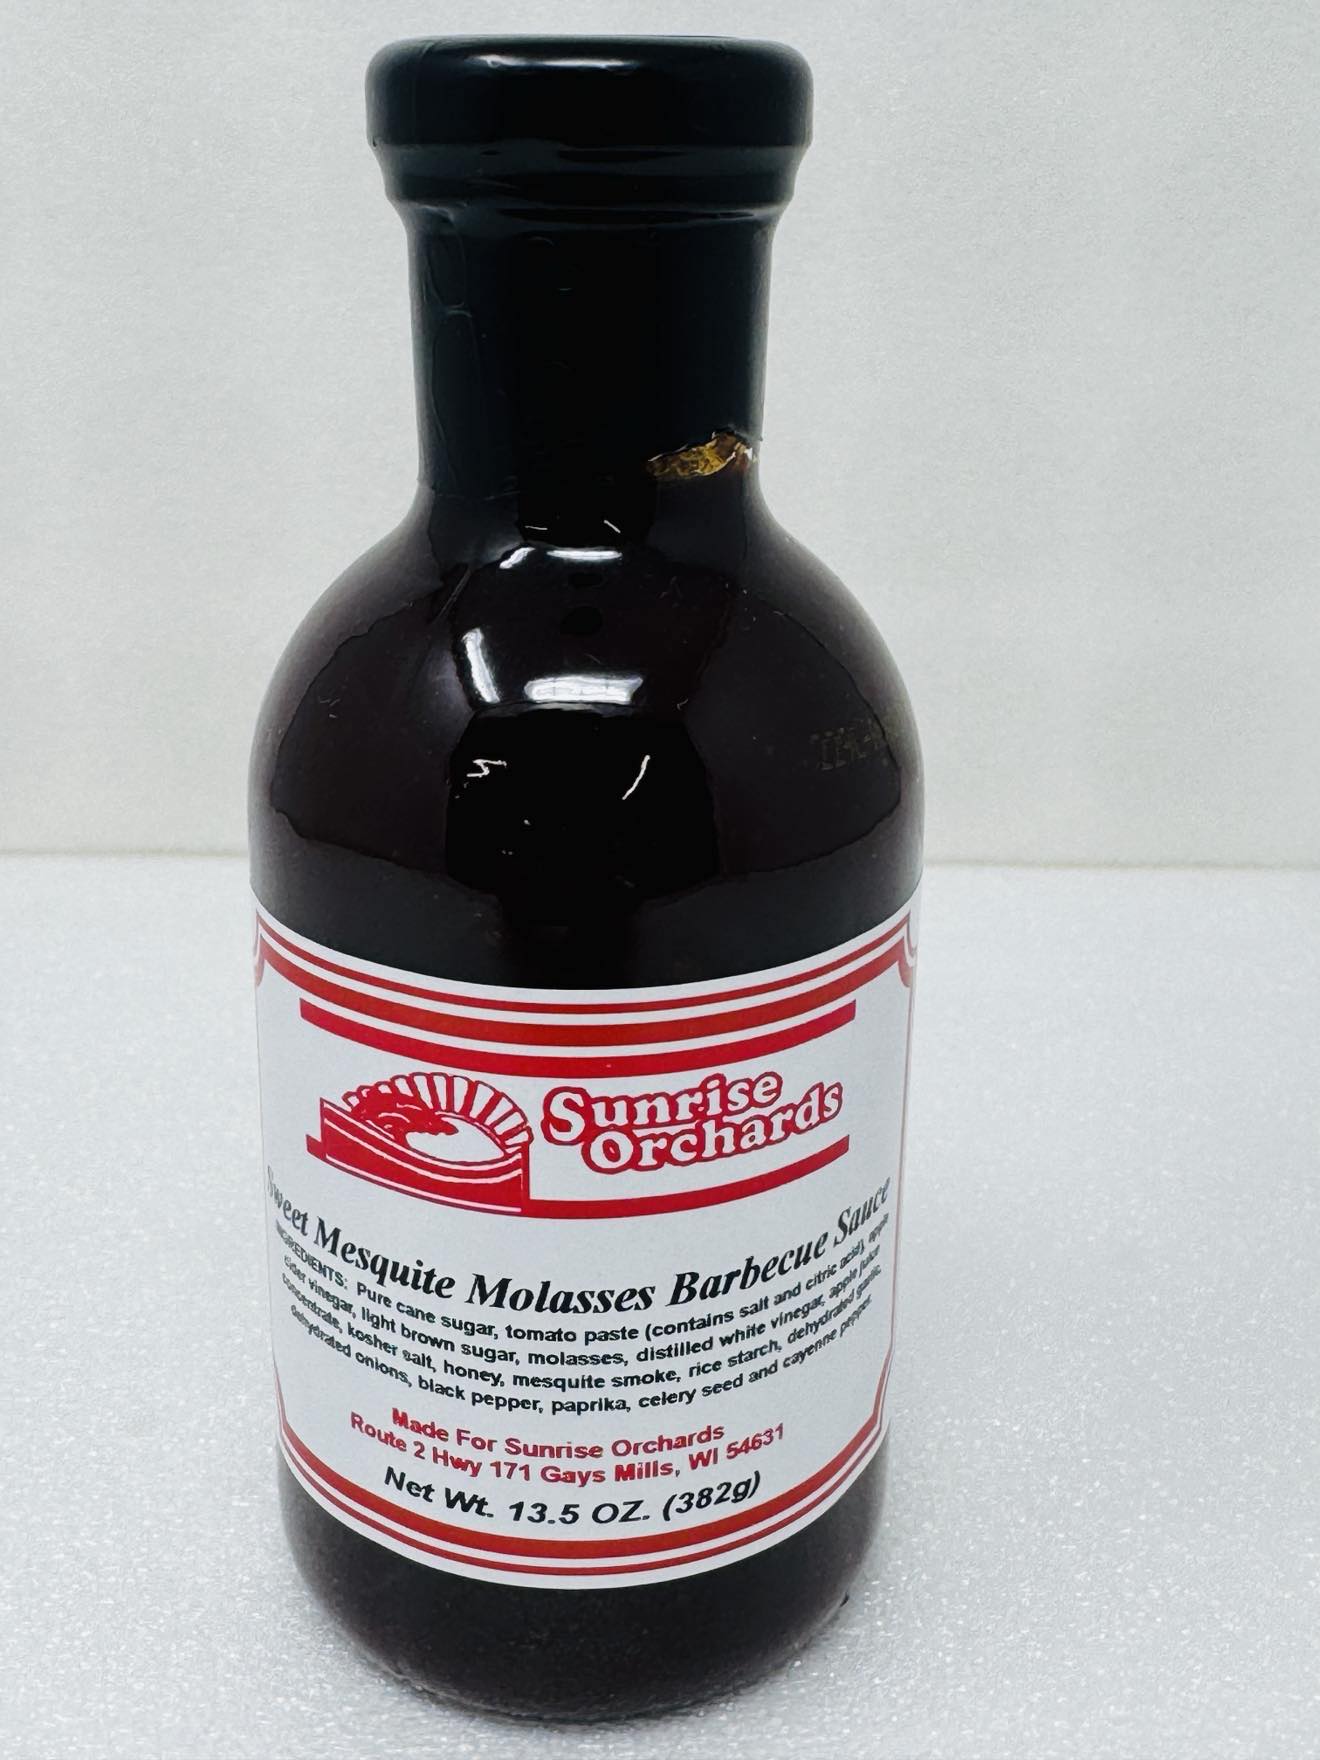 Sunrise
Orchards
Sweet Mesquite Molasses Barbecue Sauce
INGREDIENTS: Pure cane sugar, tomato paste (contains salt and citric acid), apple
cider vinegar, light brown sugar, molasses, distilled white vinegar, apple juice
concentrate, kosher salt, honey, mesquite smoke, rice starch, dehydrated garlic,
dehydrated onions, black pepper, paprika, celery seed and cayenne pepper.
Made For Sunrise Orchards
Route 2 Hwy 171 Gays Mills, WI 54631
Net Wt. 13.5 OZ. (382g)